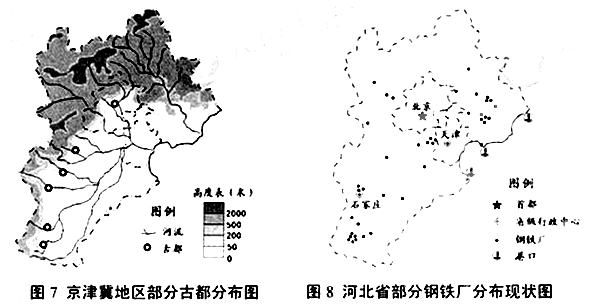 图例
河流
古都
高度表（米）
2000
500
200
50
0
图 7 京津冀地区部分古都分布图
北京
天津
石家庄
图例
首都
省级行政中心
钢铁厂
港口
图 8 河北省部分钢铁厂分布现状图